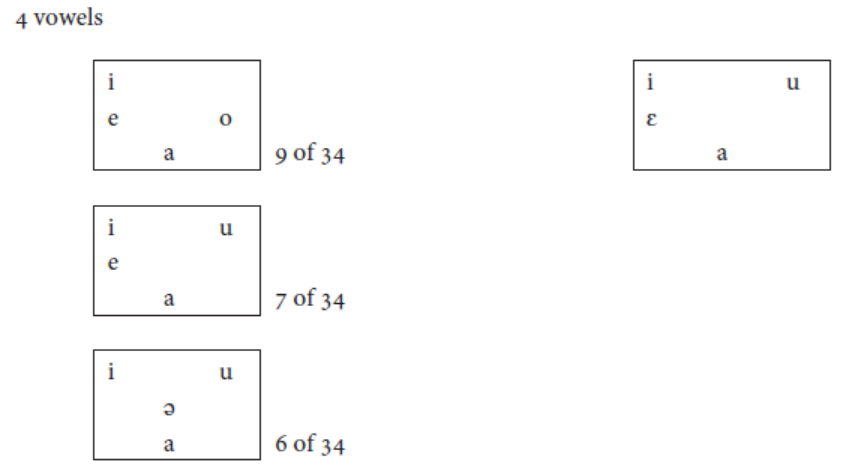 4 vowels
i
e o
a 9 of 34
i u
ɛ
a
i u
e
a 7 of 34
i u
ə
a 6 of 34